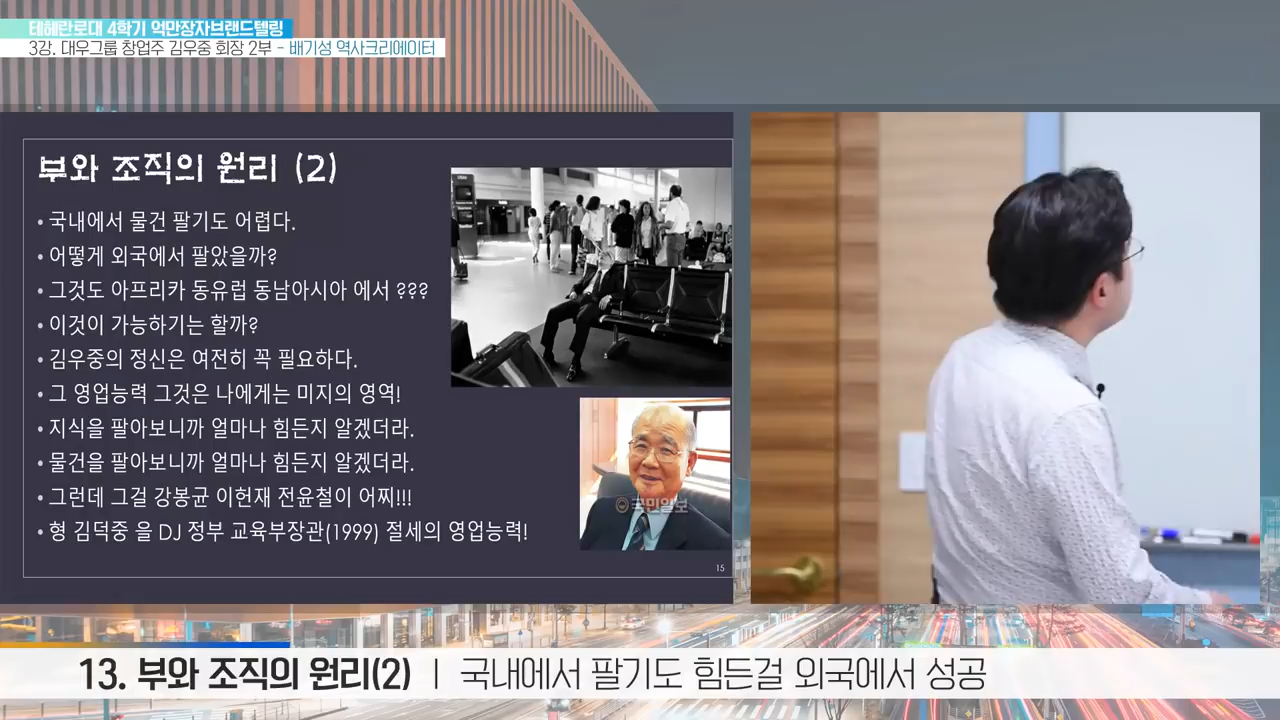 테헤란로대 4학기 억만장자브랜드텔링
3강. 대우그룹 창업주 김우중 회장 2부 - 배기성 역사크리에이터
부와 조직의 원리 (2)
• 국내에서 물건 팔기도 어렵다.
• 어떻게 외국에서 팔았을까?
• 그것도 아프리카 동유럽 동남아시아 에서 ???
• 이것이 가능하기는 할까?
• 김우중의 정신은 여전히 꼭 필요하다.
• 그 영업능력 그것은 나에게는 미지의 영역!
• 지식을 팔아보니까 얼마나 힘든지 알겠더라.
• 물건을 팔아보니까 얼마나 힘든지 알겠더라.
• 그런데 그걸 강봉균 이헌재 전윤철이 어찌!!!
• 형 김덕중 을 DJ 정부 교육부장관(1999) 절세의 영업능력!
국민일보
15
13. 부와 조직의 원리(2) | 국내에서 팔기도 힘든걸 외국에서 성공